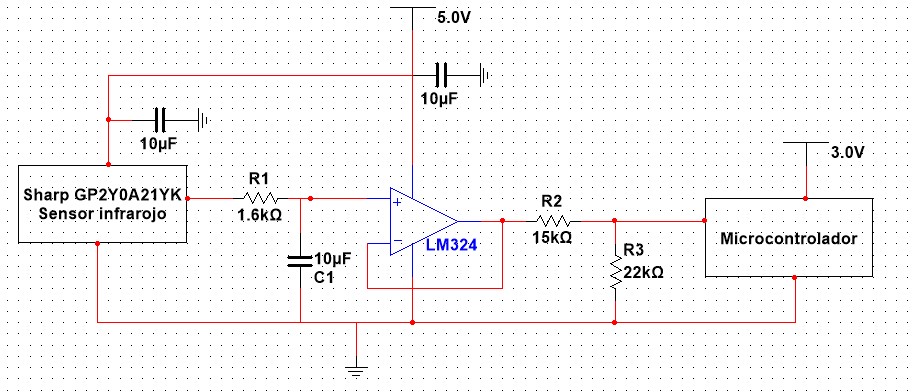 5.0V
10µF
10µF
3.0V
Sharp GP2Y0A21YK
Sensor infrarojo
R1
1.6kΩ
+
−
LM324
10µF
C1
R2
15kΩ
R3
22kΩ
Microcontrolador